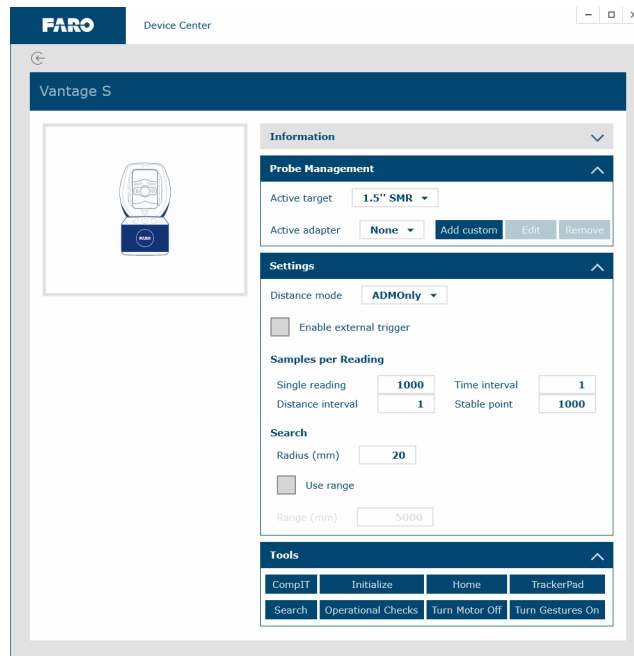 FARO Device Center
Vantage S
FARO
Information
Probe Management
Active target 1.5" SMR
Active adapter None Add custom Edit Remove
Settings
Distance mode ADMOnly
Enable external trigger
Samples per Reading
Single reading 1000 Time interval 1
Distance interval 1 Stable point 1000
Search
Radius (mm) 20
Use range
Range (mm) 5000
Tools
CompIT Initialize Home TrackerPad
Search Operational Checks Turn Motor Off Turn Gestures On